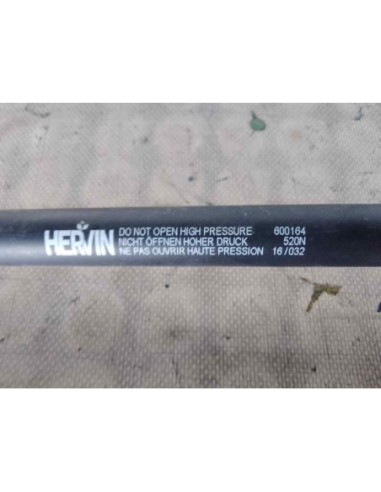 HERVIN
DO NOT OPEN HIGH PRESSURE 600164
NICHT ÖFFNEN HOHER DRUCK 520N
NE PAS OUVRIR HAUTE PRESSION 16/032